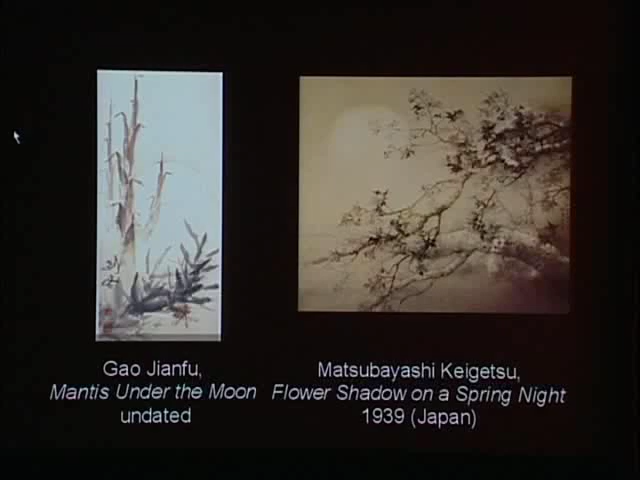 Gao Jianfu,
Mantis Under the Moon
undated
Matsubayashi Keigetsu,
Flower Shadow on a Spring Night
1939 (Japan)